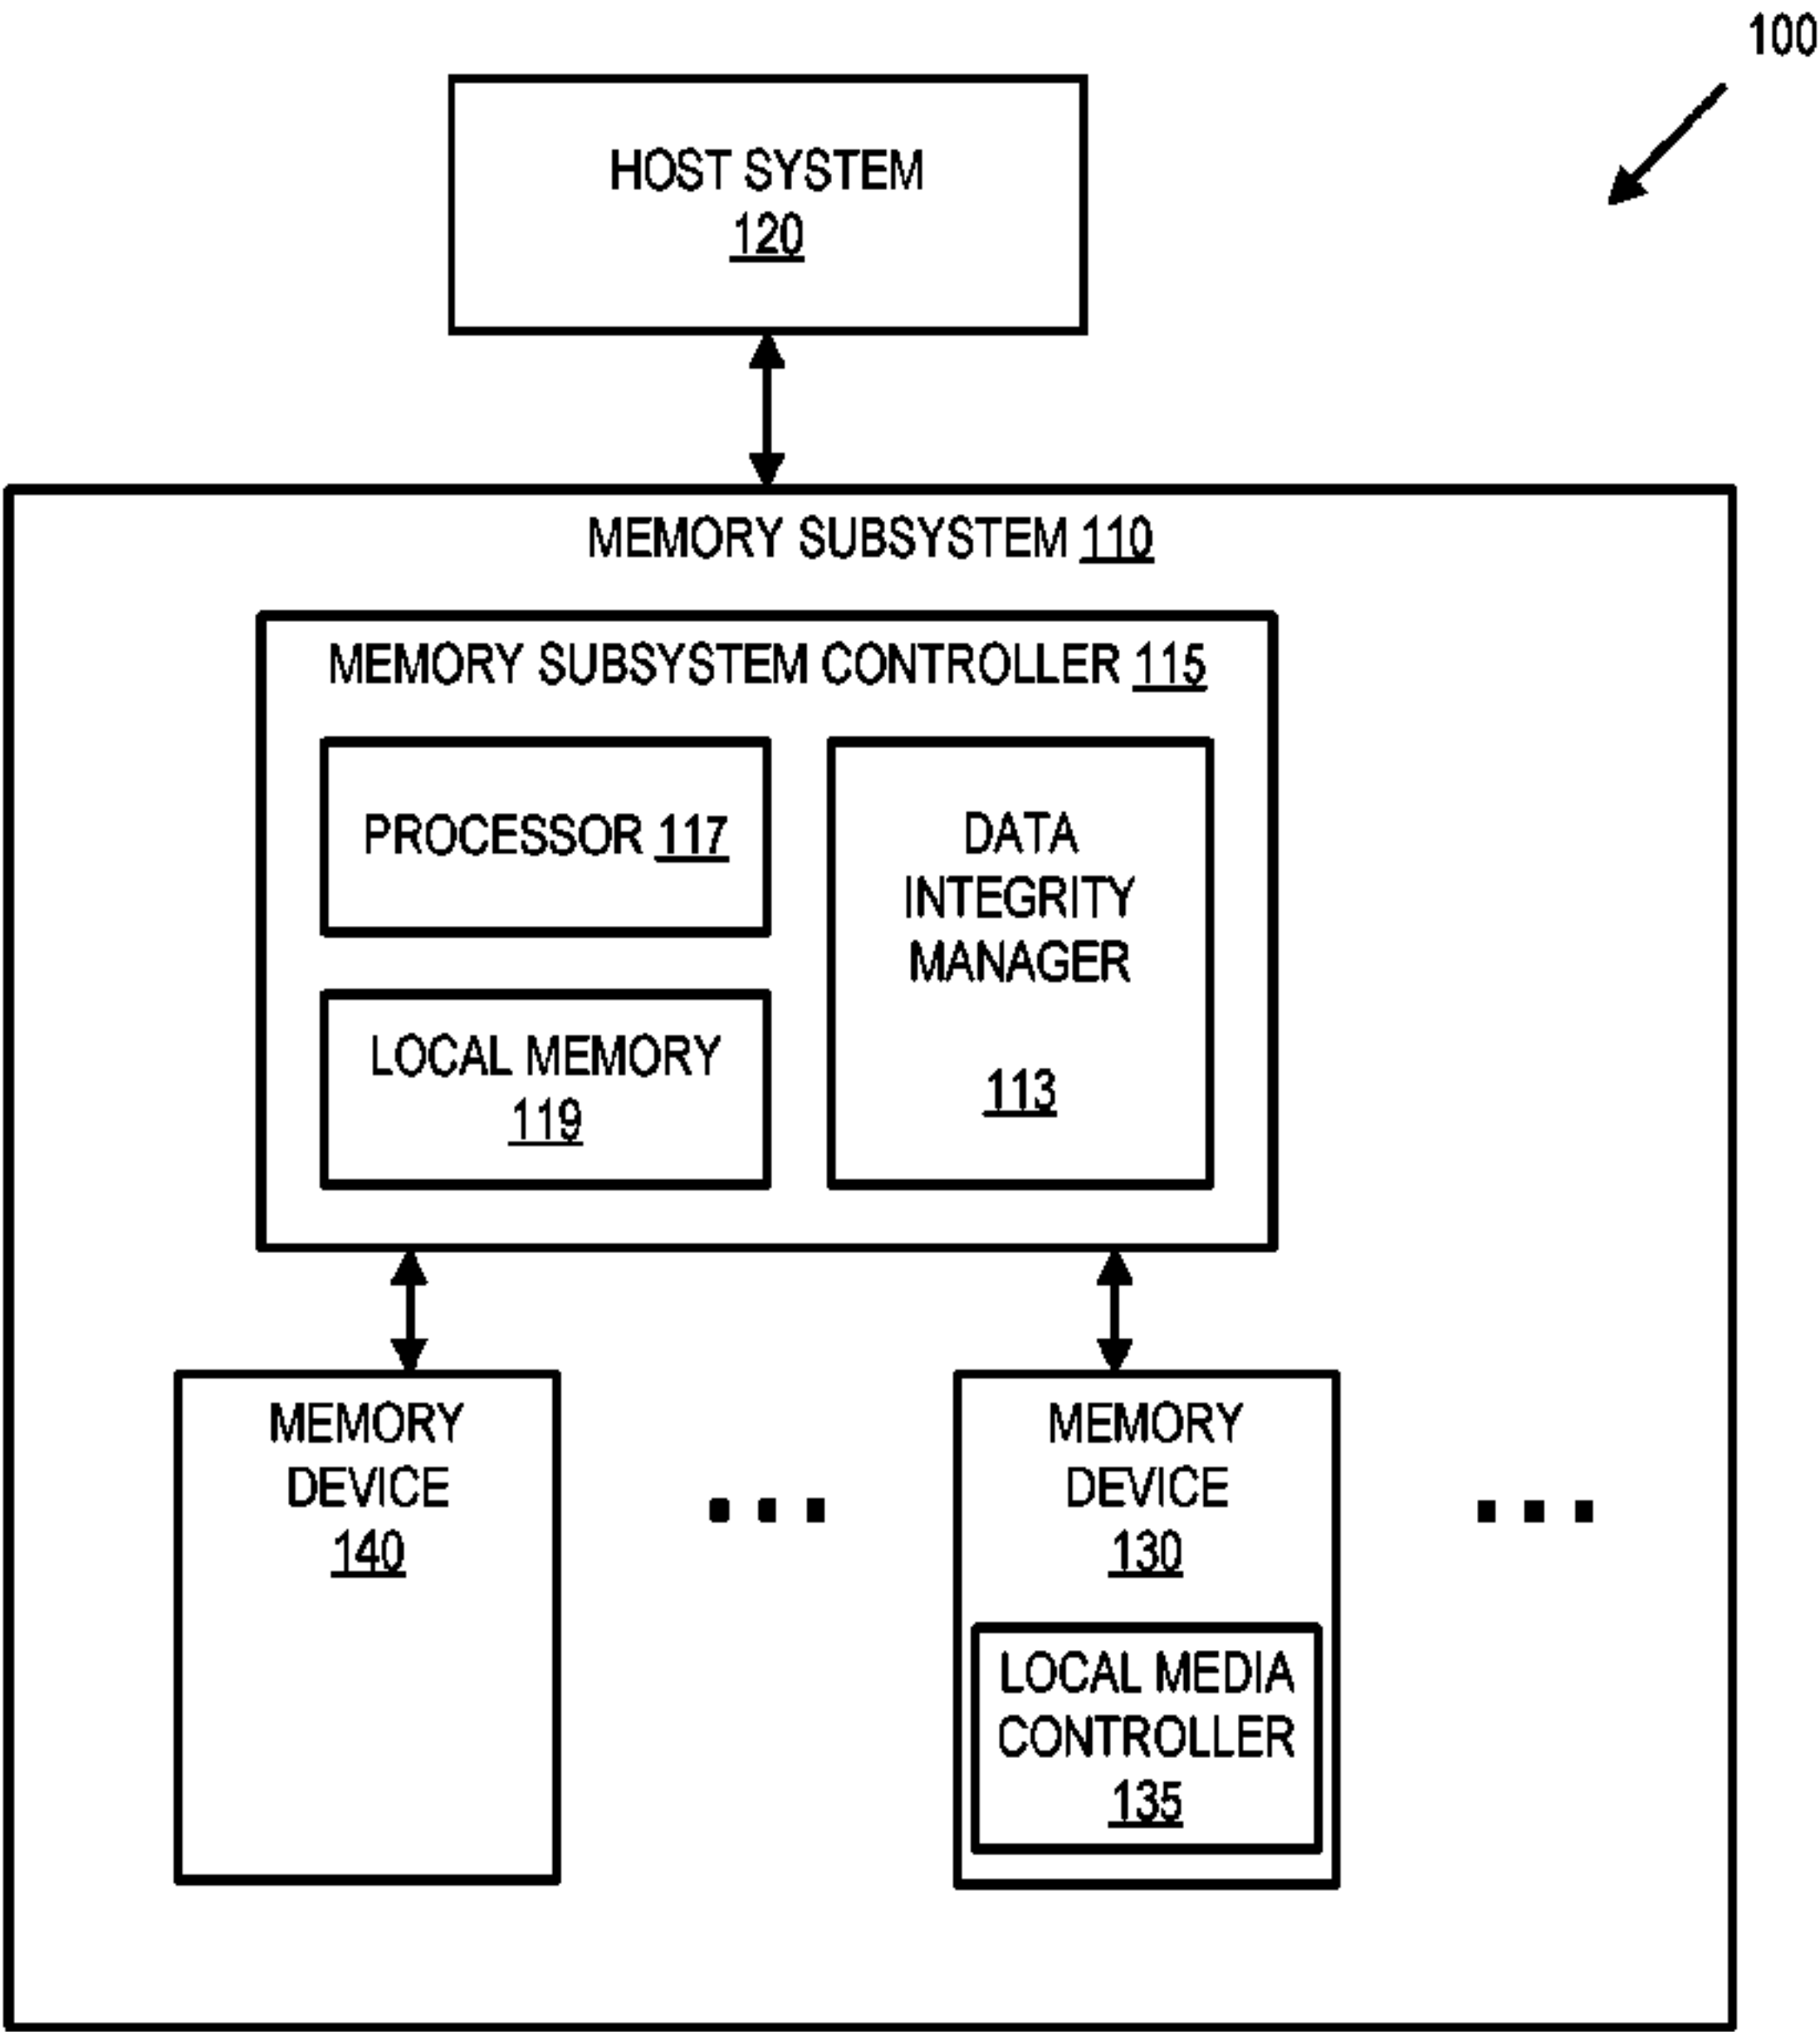 100
HOST SYSTEM
120
MEMORY SUBSYSTEM 110
MEMORY SUBSYSTEM CONTROLLER 115
PROCESSOR 117
LOCAL MEMORY
119
DATA
INTEGRITY
MANAGER
113
MEMORY
DEVICE
140
MEMORY
DEVICE
130
LOCAL MEDIA
CONTROLLER
135